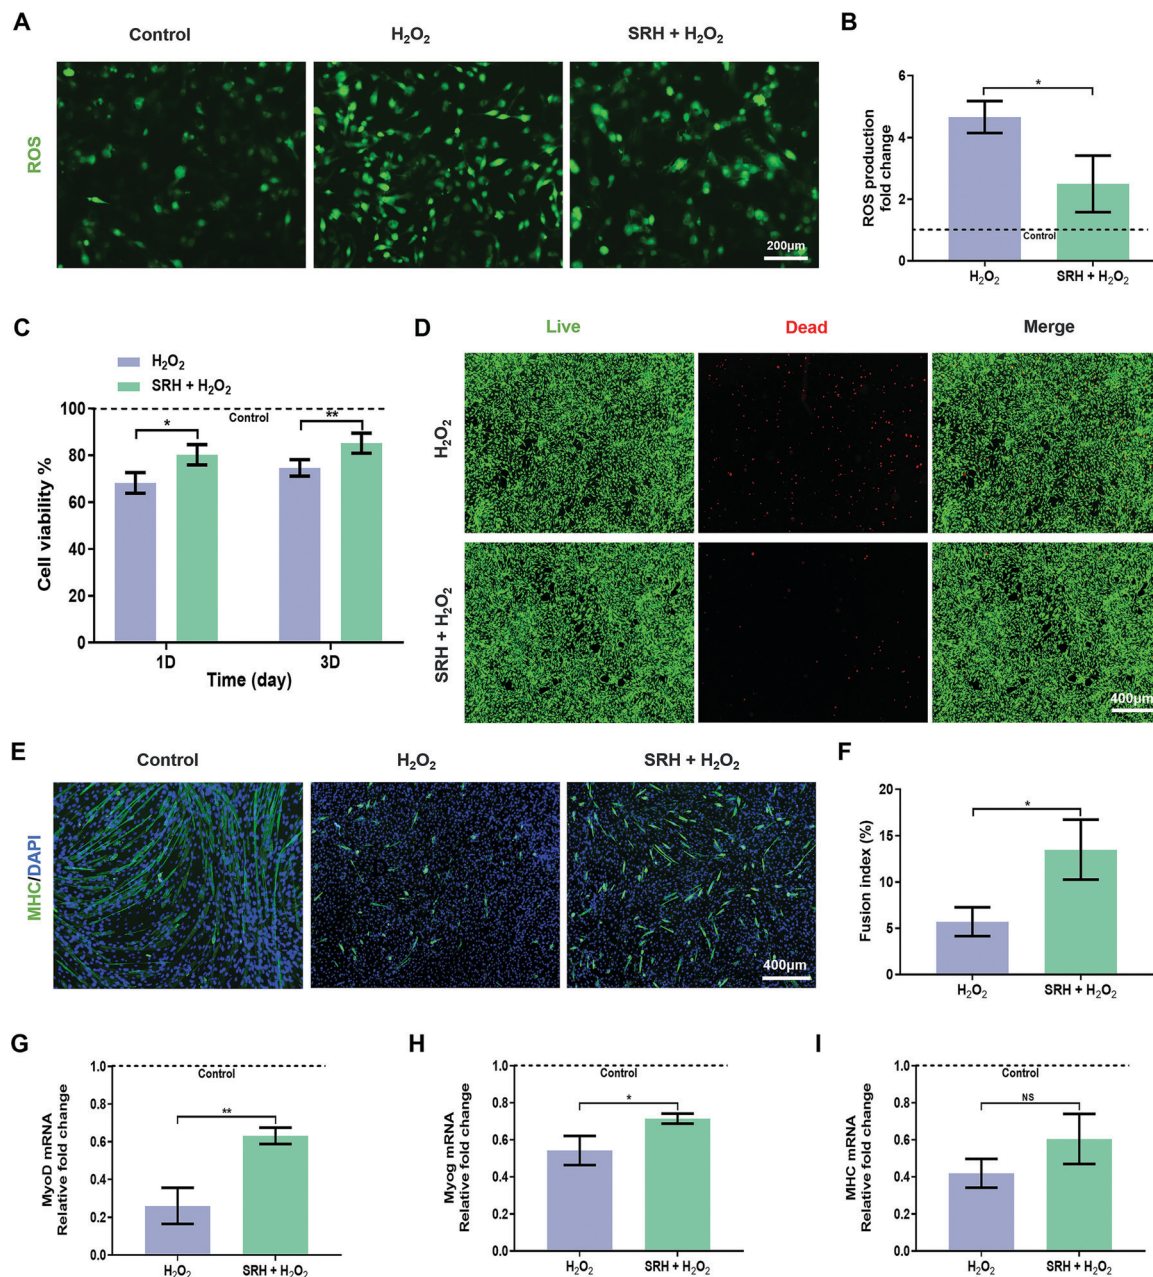 A
Control
H₂O₂
SRH + H₂O₂
ROS
200μm
B
ROS production
fold change
6
4
2
0
*
Control
H₂O₂
SRH + H₂O₂
C
H₂O₂
SRH + H₂O₂
Cell viability %
100
80
60
40
20
0
Control
*
**
1D
3D
Time (day)
D
Live
Dead
Merge
H₂O₂
SRH + H₂O₂
400μm
E
Control
H₂O₂
SRH + H₂O₂
MHC/DAPI
400μm
F
Fusion index (%)
20
15
10
5
0
*
H₂O₂
SRH + H₂O₂
G
MyoD mRNA
Relative fold change
1.0
0.8
0.6
0.4
0.2
0.0
Control
**
H₂O₂
SRH + H₂O₂
H
Myog mRNA
Relative fold change
1.0
0.8
0.6
0.4
0.2
0.0
Control
*
H₂O₂
SRH + H₂O₂
I
MHC mRNA
Relative fold change
1.0
0.8
0.6
0.4
0.2
0.0
Control
NS
H₂O₂
SRH + H₂O₂